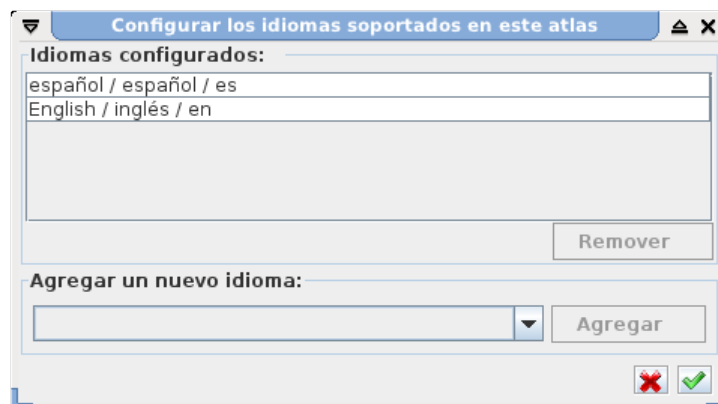 Configurar los idiomas soportados en este atlas
Idiomas configurados:
español / español / es
English / inglés / en
Remover
Agregar un nuevo idioma:
Agregar